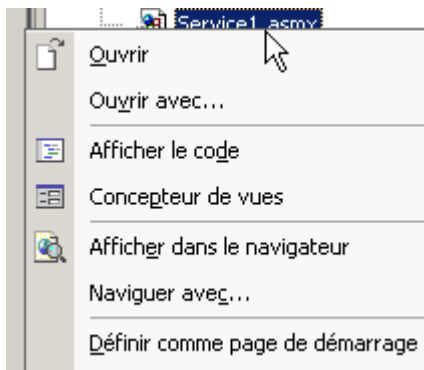 Service1.asmx
Ouvrir
Ouvrir avec...
Afficher le code
Concepteur de vues
Afficher dans le navigateur
Naviguer avec...
Définir comme page de démarrage